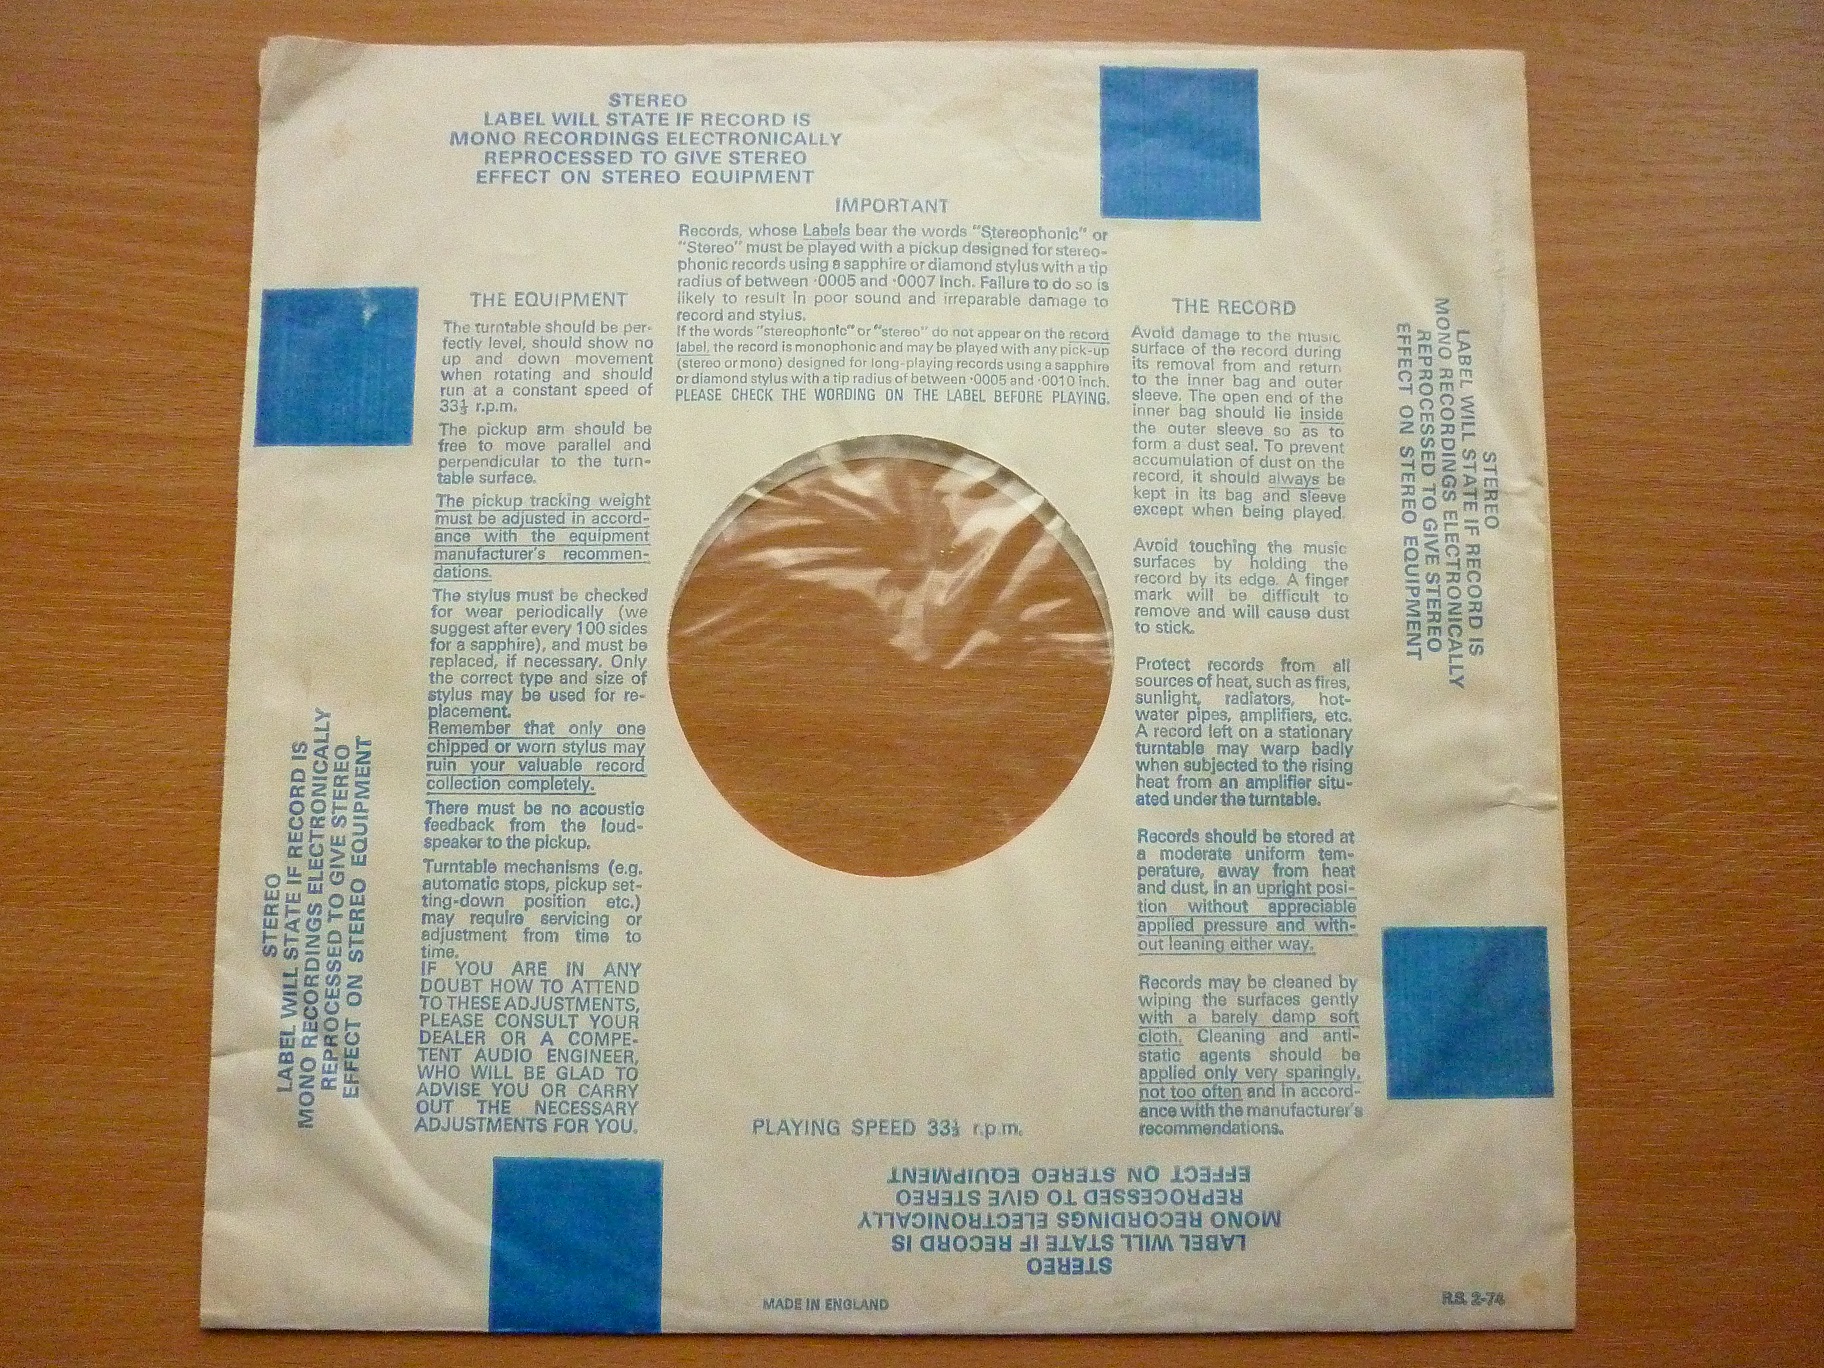 STEREO
LABEL WILL STATE IF RECORD IS
MONO RECORDINGS ELECTRONICALLY
REPROCESSED TO GIVE STEREO
EFFECT ON STEREO EQUIPMENT
IMPORTANT
Records, whose Labels bear the words "Stereophonic" or
"Stereo" must be played with a pickup designed for stereo-
phonic records using a sapphire or diamond stylus with a tip
radius of between ·0005 and ·0007 inch. Failure to do so is
likely to result in poor sound and irreparable damage to
record and stylus.
If the words "stereophonic" or "stereo" do not appear on the record
label, the record is monophonic and may be played with any pick-up
(stereo or mono) designed for long-playing records using a sapphire
or diamond stylus with a tip radius of between ·0005 and ·0010 inch.
PLEASE CHECK THE WORDING ON THE LABEL BEFORE PLAYING.
THE EQUIPMENT
The turntable should be per-
fectly level, should show no
up and down movement
when rotating and should
run at a constant speed of
33⅓ r.p.m.
The pickup arm should be
free to move parallel and
perpendicular to the turn-
table surface.
The pickup tracking weight
must be adjusted in accord-
ance with the equipment
manufacturer's recommen-
dations.
The stylus must be checked
for wear periodically (we
suggest after every 100 sides
for a sapphire), and must be
replaced, if necessary. Only
the correct type and size of
stylus may be used for re-
placement.
Remember that only one
chipped or worn stylus may
ruin your valuable record
collection completely.
There must be no acoustic
feedback from the loud-
speaker to the pickup.
Turntable mechanisms (e.g.
automatic stops, pickup set-
ting-down position etc.)
may require servicing or
adjustment from time to
time.
IF YOU ARE IN ANY
DOUBT HOW TO ATTEND
TO THESE ADJUSTMENTS,
PLEASE CONSULT YOUR
DEALER OR A COMPE-
TENT AUDIO ENGINEER,
WHO WILL BE GLAD TO
ADVISE YOU OR CARRY
OUT THE NECESSARY
ADJUSTMENTS FOR YOU.
THE RECORD
Avoid damage to the music
surface of the record during
its removal from and return
to the inner bag and outer
sleeve. The open end of the
inner bag should lie inside
the outer sleeve so as to
form a dust seal. To prevent
accumulation of dust on the
record, it should always be
kept in its bag and sleeve
except when being played.
Avoid touching the music
surfaces by holding the
record by its edge. A finger
mark will be difficult to
remove and will cause dust
to stick.
Protect records from all
sources of heat, such as fires,
sunlight, radiators, hot-
water pipes, amplifiers, etc.
A record left on a stationary
turntable may warp badly
when subjected to the rising
heat from an amplifier situ-
ated under the turntable.
Records should be stored at
a moderate uniform tem-
perature, away from heat
and dust, in an upright posi-
tion without appreciable
applied pressure and with-
out leaning either way.
Records may be cleaned by
wiping the surfaces gently
with a barely damp soft
cloth. Cleaning and anti-
static agents should be
applied only very sparingly,
not too often and in accord-
ance with the manufacturer's
recommendations.
STEREO
LABEL WILL STATE IF RECORD IS
MONO RECORDINGS ELECTRONICALLY
REPROCESSED TO GIVE STEREO
EFFECT ON STEREO EQUIPMENT
STEREO
LABEL WILL STATE IF RECORD IS
MONO RECORDINGS ELECTRONICALLY
REPROCESSED TO GIVE STEREO
EFFECT ON STEREO EQUIPMENT
PLAYING SPEED 33⅓ r.p.m.
STEREO
LABEL WILL STATE IF RECORD IS
MONO RECORDINGS ELECTRONICALLY
REPROCESSED TO GIVE STEREO
EFFECT ON STEREO EQUIPMENT
MADE IN ENGLAND
R.S. 2-74